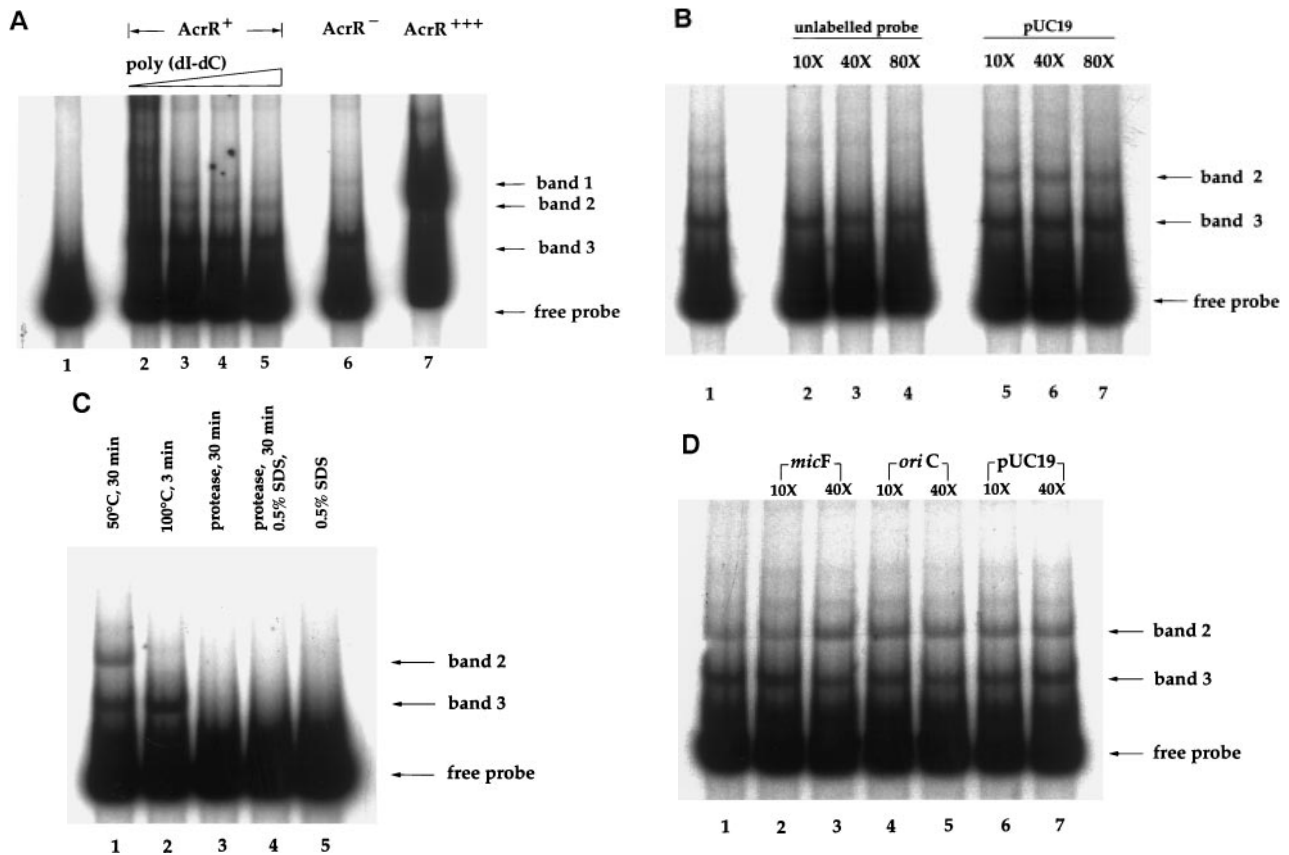 A
AcrR+ AcrR− AcrR+++
poly (dI-dC)
band 1
band 2
band 3
free probe
1 2 3 4 5 6 7
B
unlabelled probe pUC19
10X 40X 80X 10X 40X 80X
band 2
band 3
free probe
1 2 3 4 5 6 7
C
50°C, 30 min
100°C, 3 min
protease, 30 min
protease, 30 min
0.5% SDS,
0.5% SDS
band 2
band 3
free probe
1 2 3 4 5
D
micF ori C pUC19
10X 40X 10X 40X 10X 40X
band 2
band 3
free probe
1 2 3 4 5 6 7